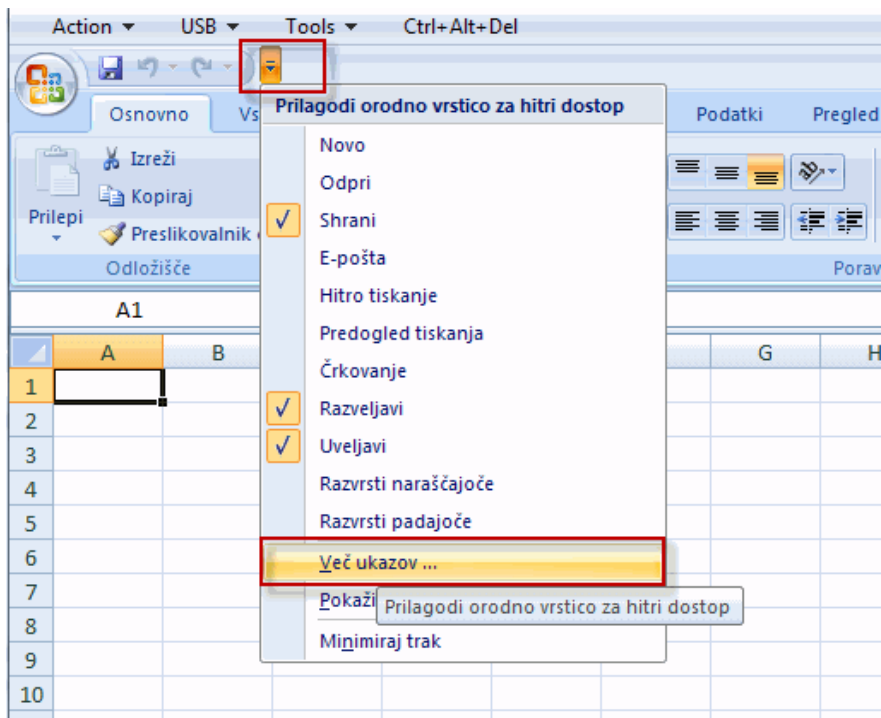 Action USB Tools Ctrl+Alt+Del
Osnovno
Podatki Pregled
Prilepi
Izreži
Kopiraj
Preslikovalnik
Odložišče
A1
A B G H
1
2
3
4
5
6
7
8
9
10
Prilagodi orodno vrstico za hitri dostop
Novo
Odpri
Shrani
E-pošta
Hitro tiskanje
Predogled tiskanja
Črkovanje
Razveljavi
Uveljavi
Razvrsti naraščajoče
Razvrsti padajoče
Več ukazov ...
Pokaži
Prilagodi orodno vrstico za hitri dostop
Minimiraj trak